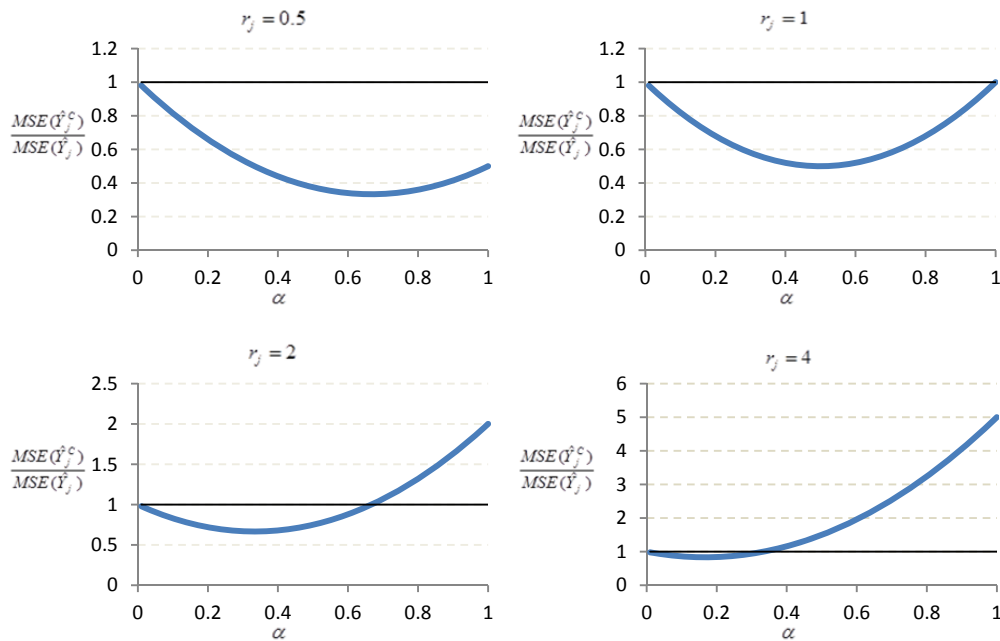 r_j = 0.5
1.2
1
0.8
0.6
0.4
0.2
0
MSE(Ŷ_j^C)
MSE(Ŷ_j)
0 0.2 0.4 0.6 0.8 1
α
r_j = 1
1.2
1
0.8
0.6
0.4
0.2
0
MSE(Ŷ_j^C)
MSE(Ŷ_j)
0 0.2 0.4 0.6 0.8 1
α
r_j = 2
2.5
2
1.5
1
0.5
0
MSE(Ŷ_j^C)
MSE(Ŷ_j)
0 0.2 0.4 0.6 0.8 1
α
r_j = 4
6
5
4
3
2
1
0
MSE(Ŷ_j^C)
MSE(Ŷ_j)
0 0.2 0.4 0.6 0.8 1
α